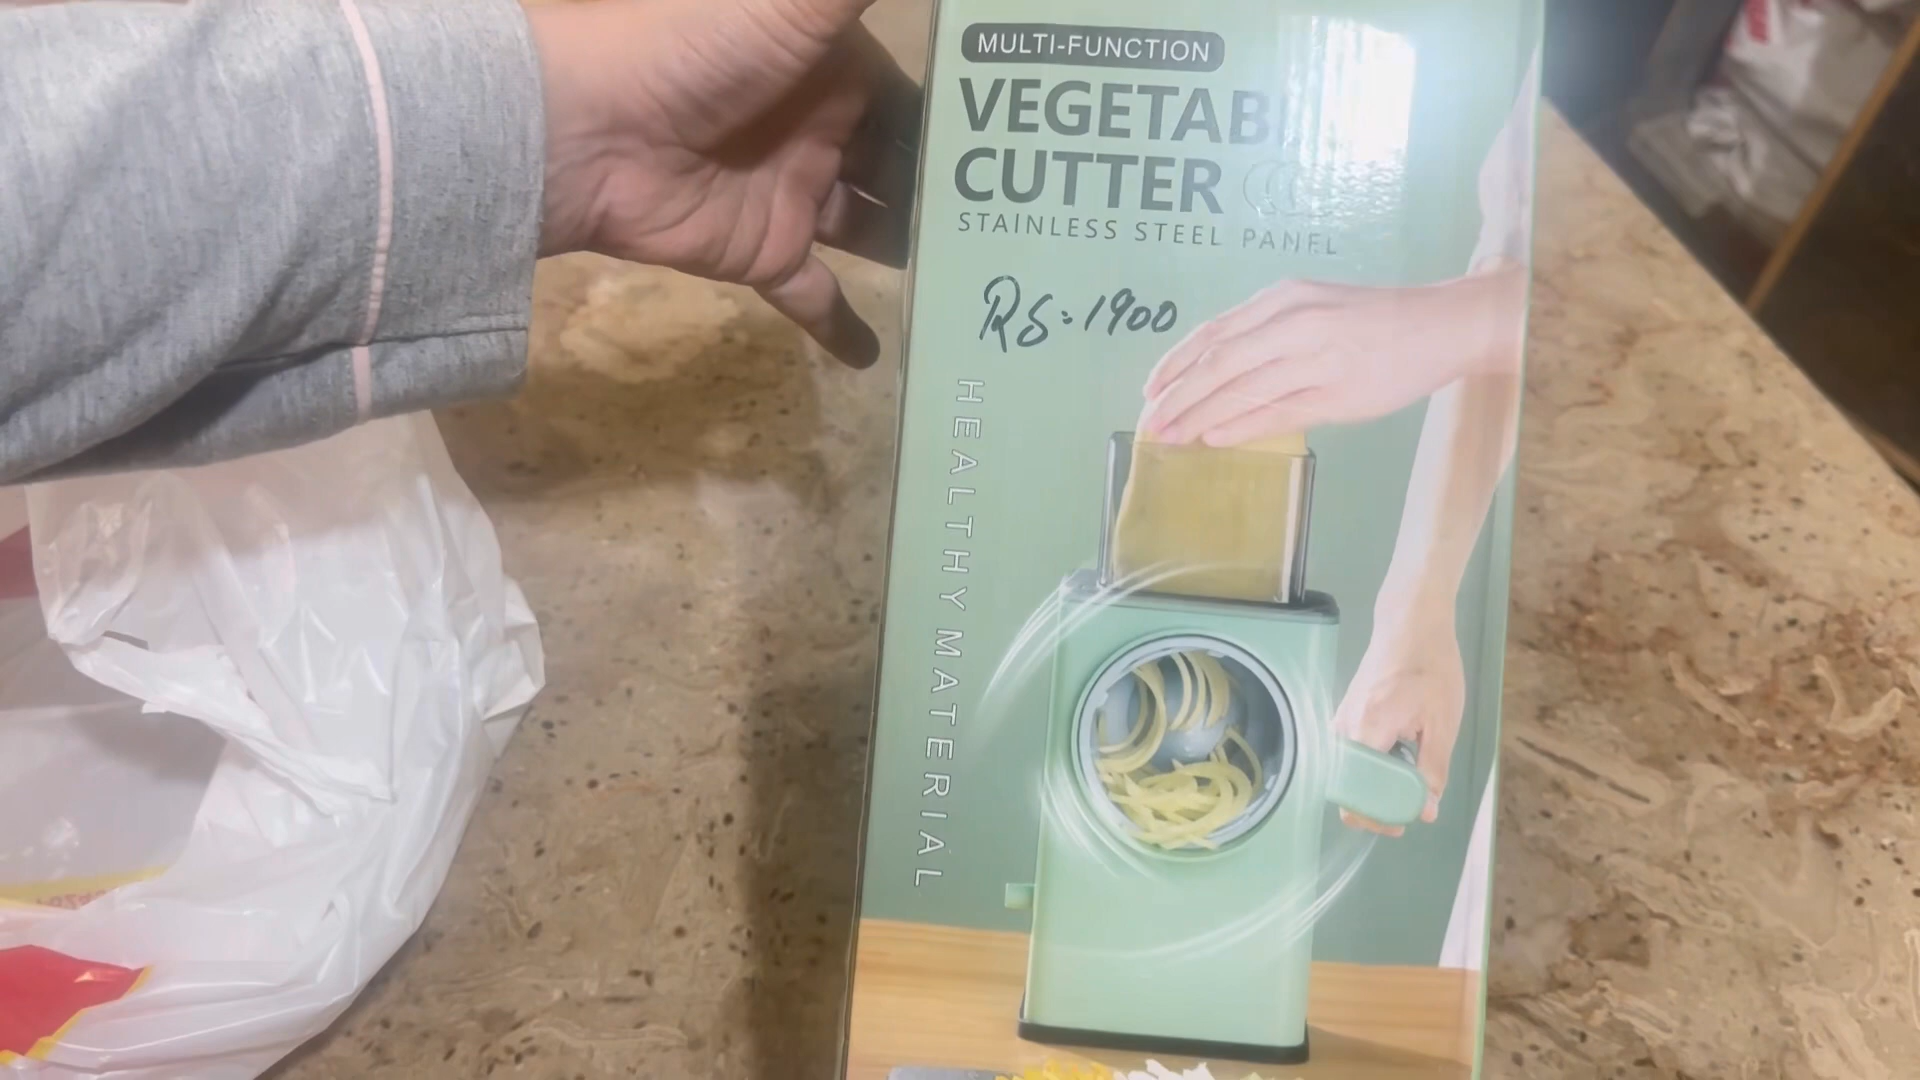 MULTI-FUNCTION
VEGETAB
CUTTER
STAINLESS STEEL PANEL
RS: 1900
HEALTHY MATERIAL